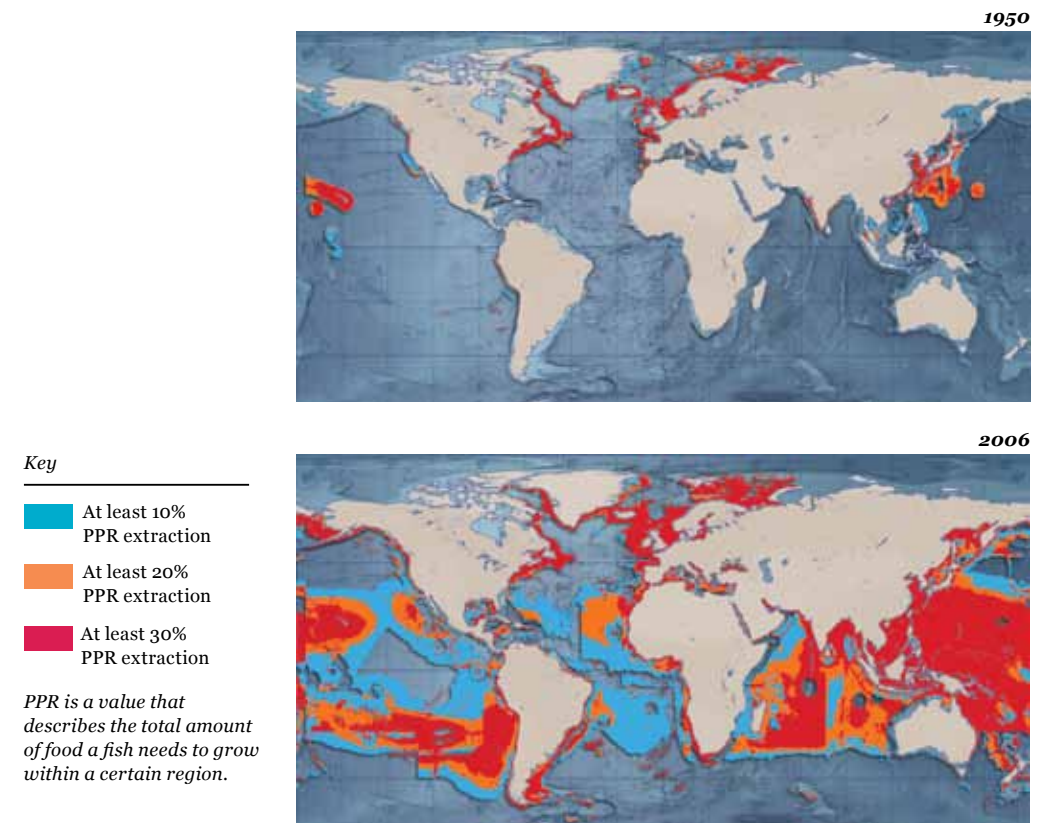 1950
2006
Key
At least 10%
PPR extraction
At least 20%
PPR extraction
At least 30%
PPR extraction
PPR is a value that
describes the total amount
of food a fish needs to grow
within a certain region.